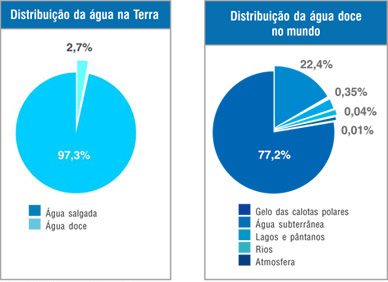 Distribuição da água na Terra
2,7%
97,3%
Água salgada
Água doce
Distribuição da água doce
no mundo
22,4%
0,35%
0,04%
0,01%
77,2%
Gelo das calotas polares
Água subterrânea
Lagos e pântanos
Rios
Atmosfera